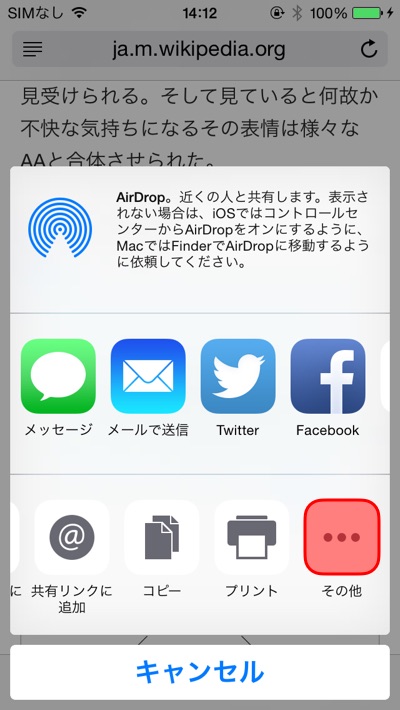 SIMなし 14:12 100%
ja.m.wikipedia.org
見受けられる。そして見ていると何故か
不快な気持ちになるその表情は様々な
AAと合体させられた。
AirDrop。近くの人と共有します。表示さ
れない場合は、iOSではコントロールセ
ンターからAirDropをオンにするように、
MacではFinderでAirDropに移動するよう
に依頼してください。
メッセージ メールで送信 Twitter Facebook
に 共有リンクに コピー プリント その他
追加
キャンセル